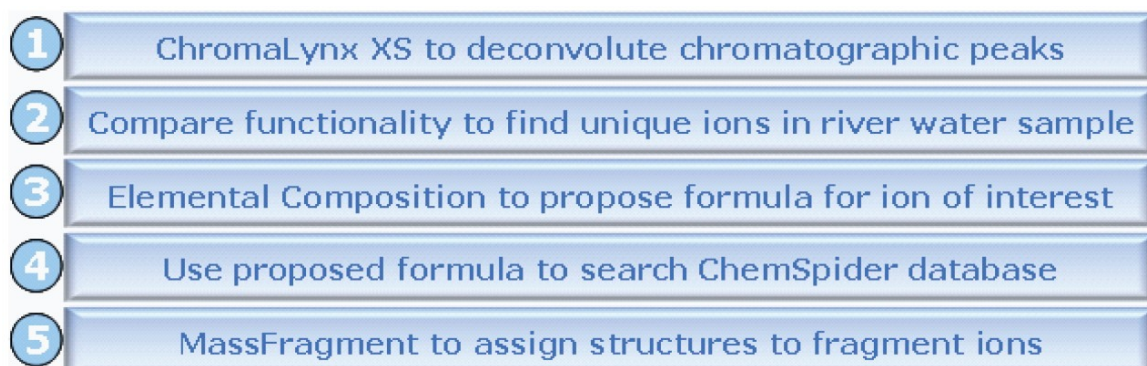 1 ChromaLynx XS to deconvolute chromatographic peaks
2 Compare functionality to find unique ions in river water sample
3 Elemental Composition to propose formula for ion of interest
4 Use proposed formula to search ChemSpider database
5 MassFragment to assign structures to fragment ions